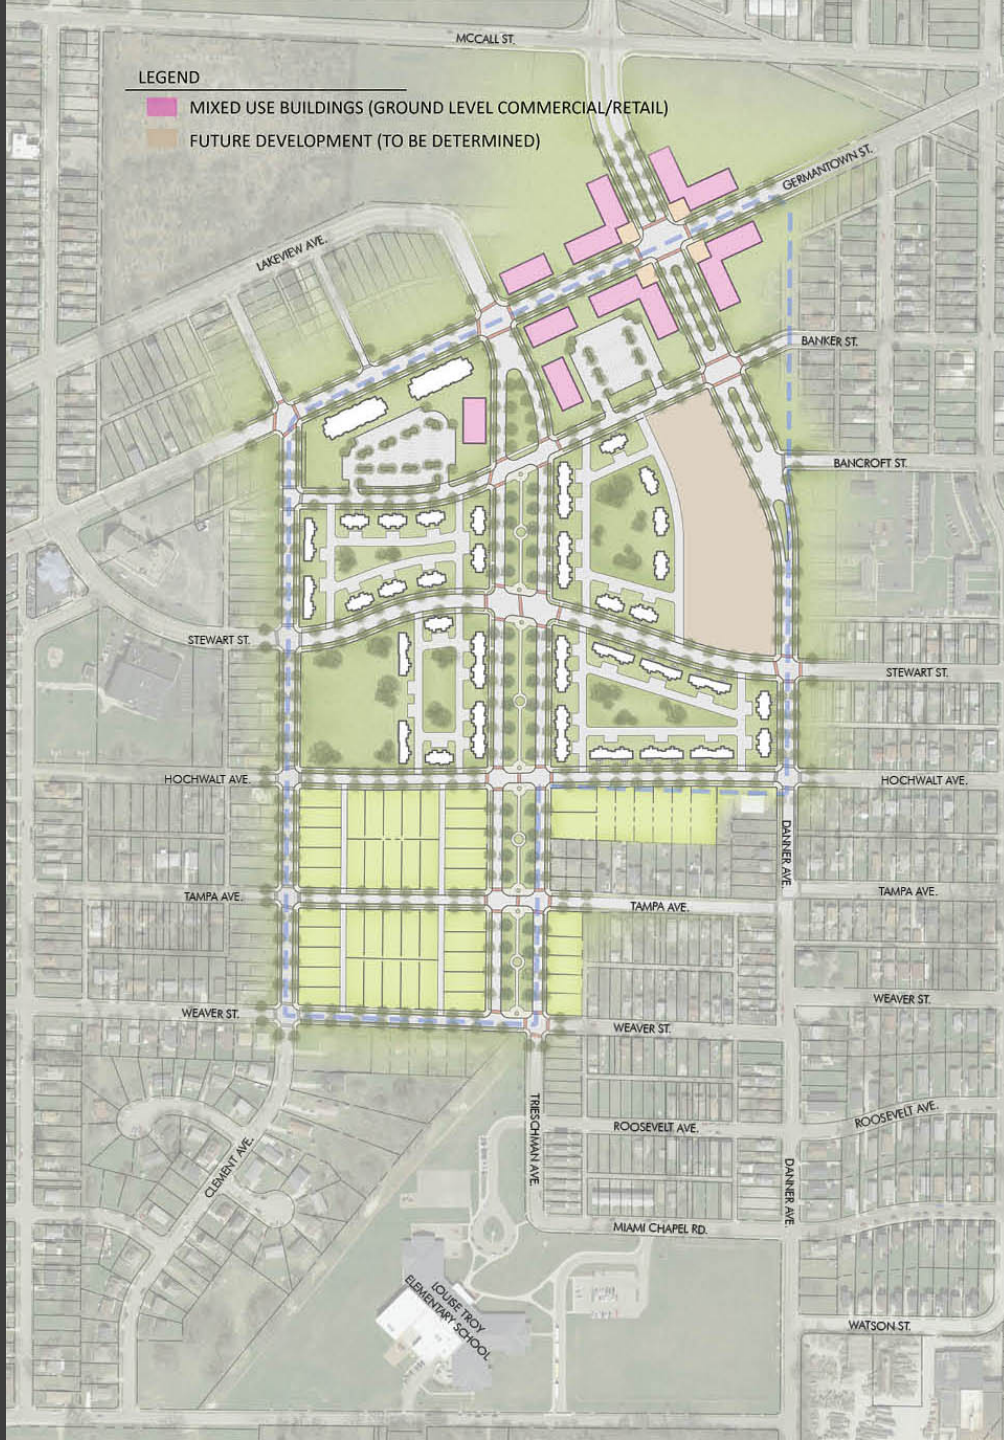 MCCALL ST.
LEGEND
MIXED USE BUILDINGS (GROUND LEVEL COMMERCIAL/RETAIL)
FUTURE DEVELOPMENT (TO BE DETERMINED)
GERMANTOWN ST.
LAKEVIEW AVE.
BANKER ST.
BANCROFT ST.
STEWART ST.
STEWART ST.
HOCHWALT AVE.
HOCHWALT AVE.
DANNER AVE.
TAMPA AVE.
TAMPA AVE.
TAMPA AVE.
WEAVER ST.
WEAVER ST.
WEAVER ST.
TRIESCHMAN AVE.
ROOSEVELT AVE.
ROOSEVELT AVE.
CLEMENT AVE.
DANNER AVE.
MIAMI CHAPEL RD.
LOUISE TROY
ELEMENTARY SCHOOL
WATSON ST.